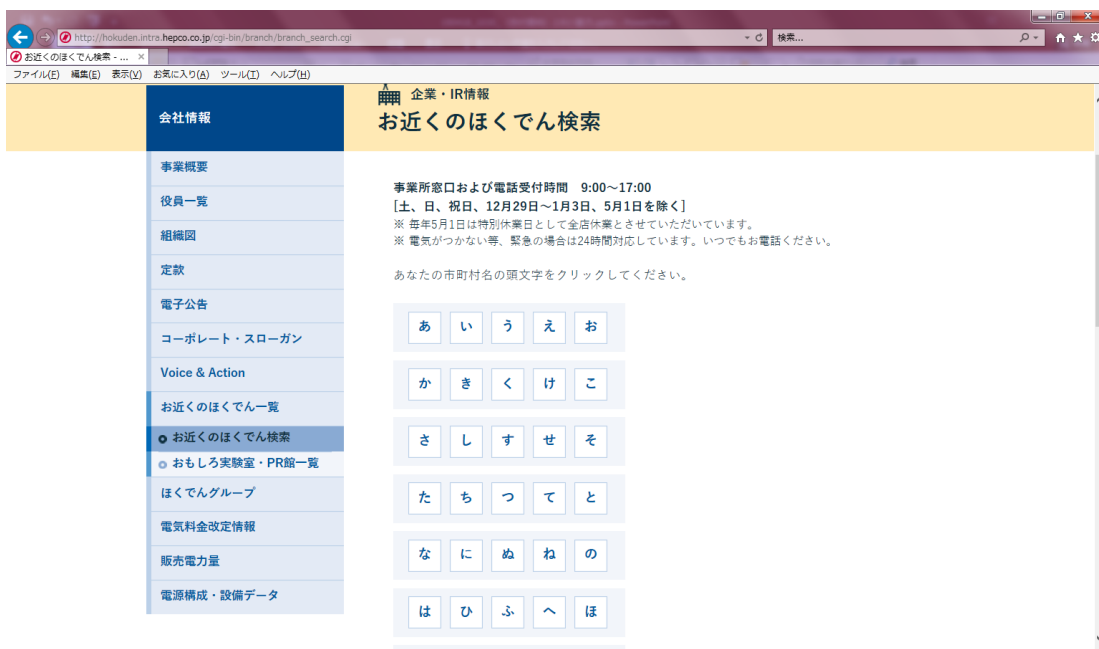 http://hokuden.intra.hepco.co.jp/cgi-bin/branch/branch_search.cgi
検索...
お近くのほくでん検索 - ...
ファイル(F) 編集(E) 表示(V) お気に入り(A) ツール(T) ヘルプ(H)
会社情報
事業概要
役員一覧
組織図
定款
電子公告
コーポレート・スローガン
Voice & Action
お近くのほくでん一覧
お近くのほくでん検索
おもしろ実験室・PR館一覧
ほくでんグループ
電気料金改定情報
販売電力量
電源構成・設備データ
企業・IR情報
お近くのほくでん検索
事業所窓口および電話受付時間 9:00～17:00
[土、日、祝日、12月29日～1月3日、5月1日を除く]
※ 毎年5月1日は特別休業日として全店休業とさせていただいています。
※ 電気がつかない等、緊急の場合は24時間対応しています。いつでもお電話ください。
あなたの市町村名の頭文字をクリックしてください。
あ い う え お
か き く け こ
さ し す せ そ
た ち つ て と
な に ぬ ね の
は ひ ふ へ ほ